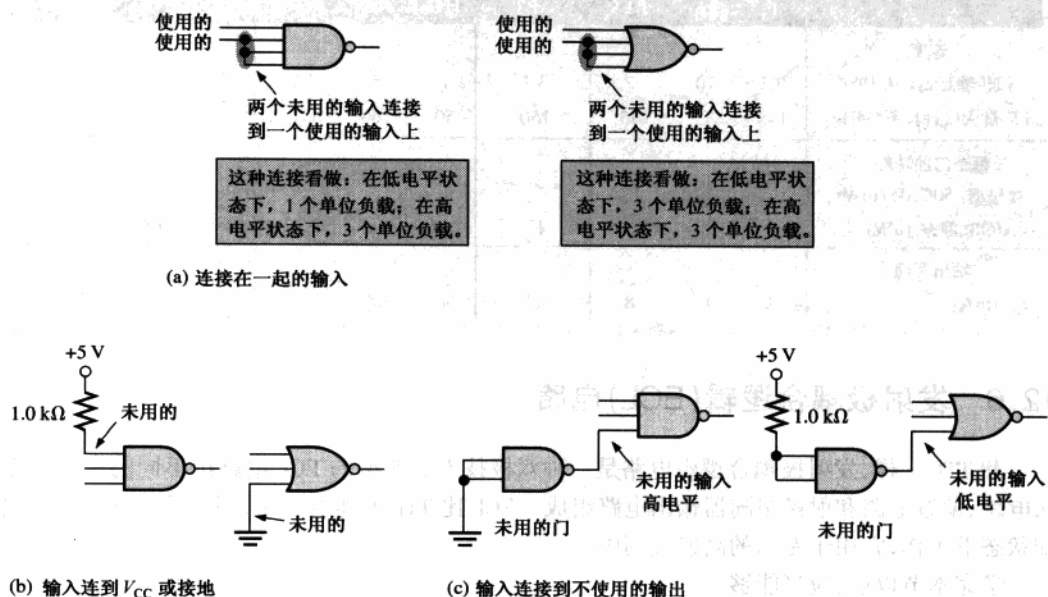 使用的
使用的
两个未用的输入连接
到一个使用的输入上
这种连接看做：在低电平状
态下，1 个单位负载；在高
电平状态下，3 个单位负载。
使用的
使用的
两个未用的输入连接
到一个使用的输入上
这种连接看做：在低电平状
态下，3 个单位负载；在高
电平状态下，3 个单位负载。
(a) 连接在一起的输入
+5 V
1.0 kΩ
未用的
未用的
(b) 输入连到 VCC 或接地
未用的输入
高电平
未用的门
+5 V
1.0 kΩ
未用的输入
低电平
未用的门
(c) 输入连接到不使用的输出